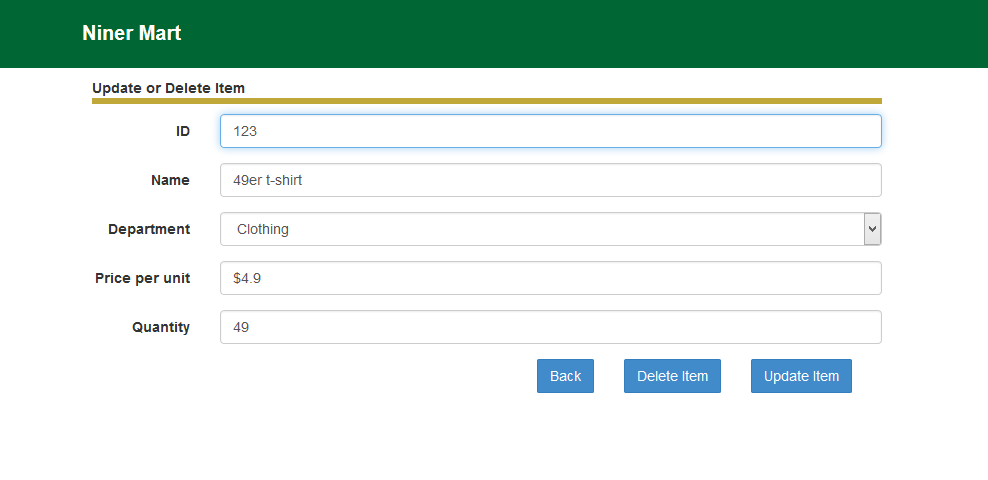 Niner Mart
Update or Delete Item
ID 123
Name 49er t-shirt
Department Clothing
Price per unit $4.9
Quantity 49
Back Delete Item Update Item